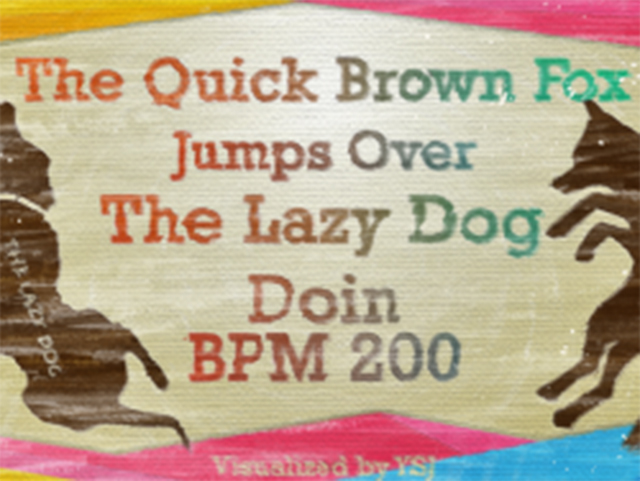 The Quick Brown Fox
Jumps Over
The Lazy Dog
Doin
BPM 200
THE LAZY DOG
Visualized by YSJ